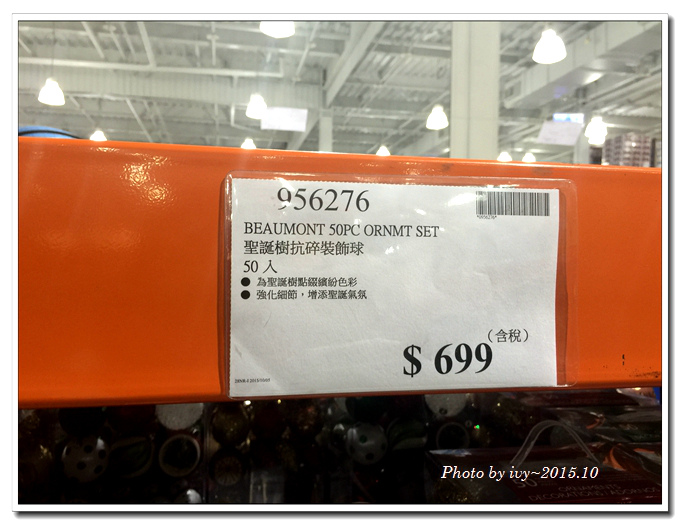 956276
BEAUMONT 50PC ORNMT SET
聖誕樹抗碎裝飾球
50 入
● 為聖誕樹點綴繽紛色彩
● 強化細節，增添聖誕氣氛
(含稅)
$ 699
ORNAMENTS
Photo by ivy~2015.10